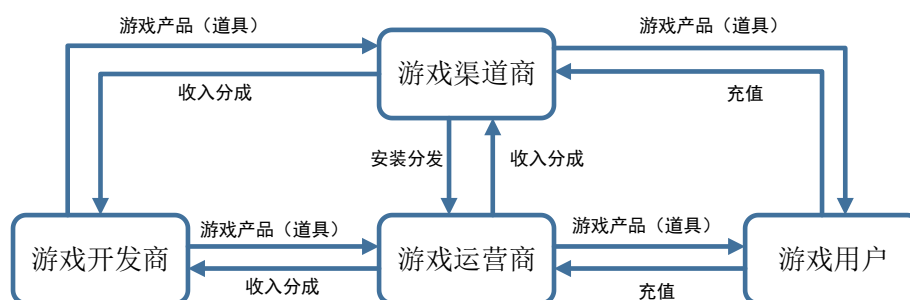 游戏产品（道具）
游戏产品（道具）
游戏渠道商
收入分成
充值
安装分发
收入分成
游戏产品（道具）
游戏产品（道具）
游戏开发商
游戏运营商
游戏用户
收入分成
充值